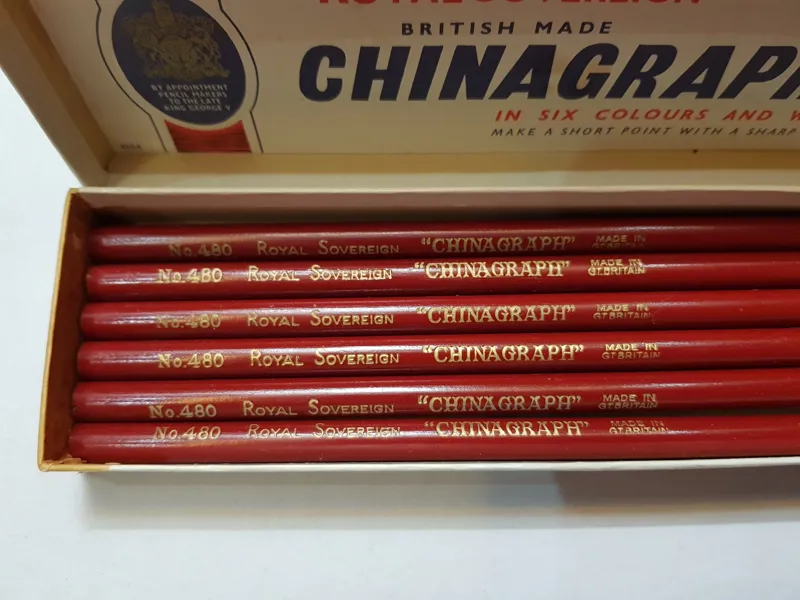 ROYAL SOVEREIGN
BRITISH MADE
CHINAGRAPH
IN SIX COLOURS AND W
MAKE A SHORT POINT WITH A SHARP
BY APPOINTMENT
PENCIL MAKERS
TO THE LATE
KING GEORGE V
No.480 ROYAL SOVEREIGN "CHINAGRAPH" MADE IN GT.BRITAIN
No.480 ROYAL SOVEREIGN "CHINAGRAPH" MADE IN GT.BRITAIN
No.480 ROYAL SOVEREIGN "CHINAGRAPH" MADE IN GT.BRITAIN
No.480 ROYAL SOVEREIGN "CHINAGRAPH" MADE IN GT.BRITAIN
No.480 ROYAL SOVEREIGN "CHINAGRAPH" MADE IN GT.BRITAIN
No.480 ROYAL SOVEREIGN "CHINAGRAPH" MADE IN GT.BRITAIN